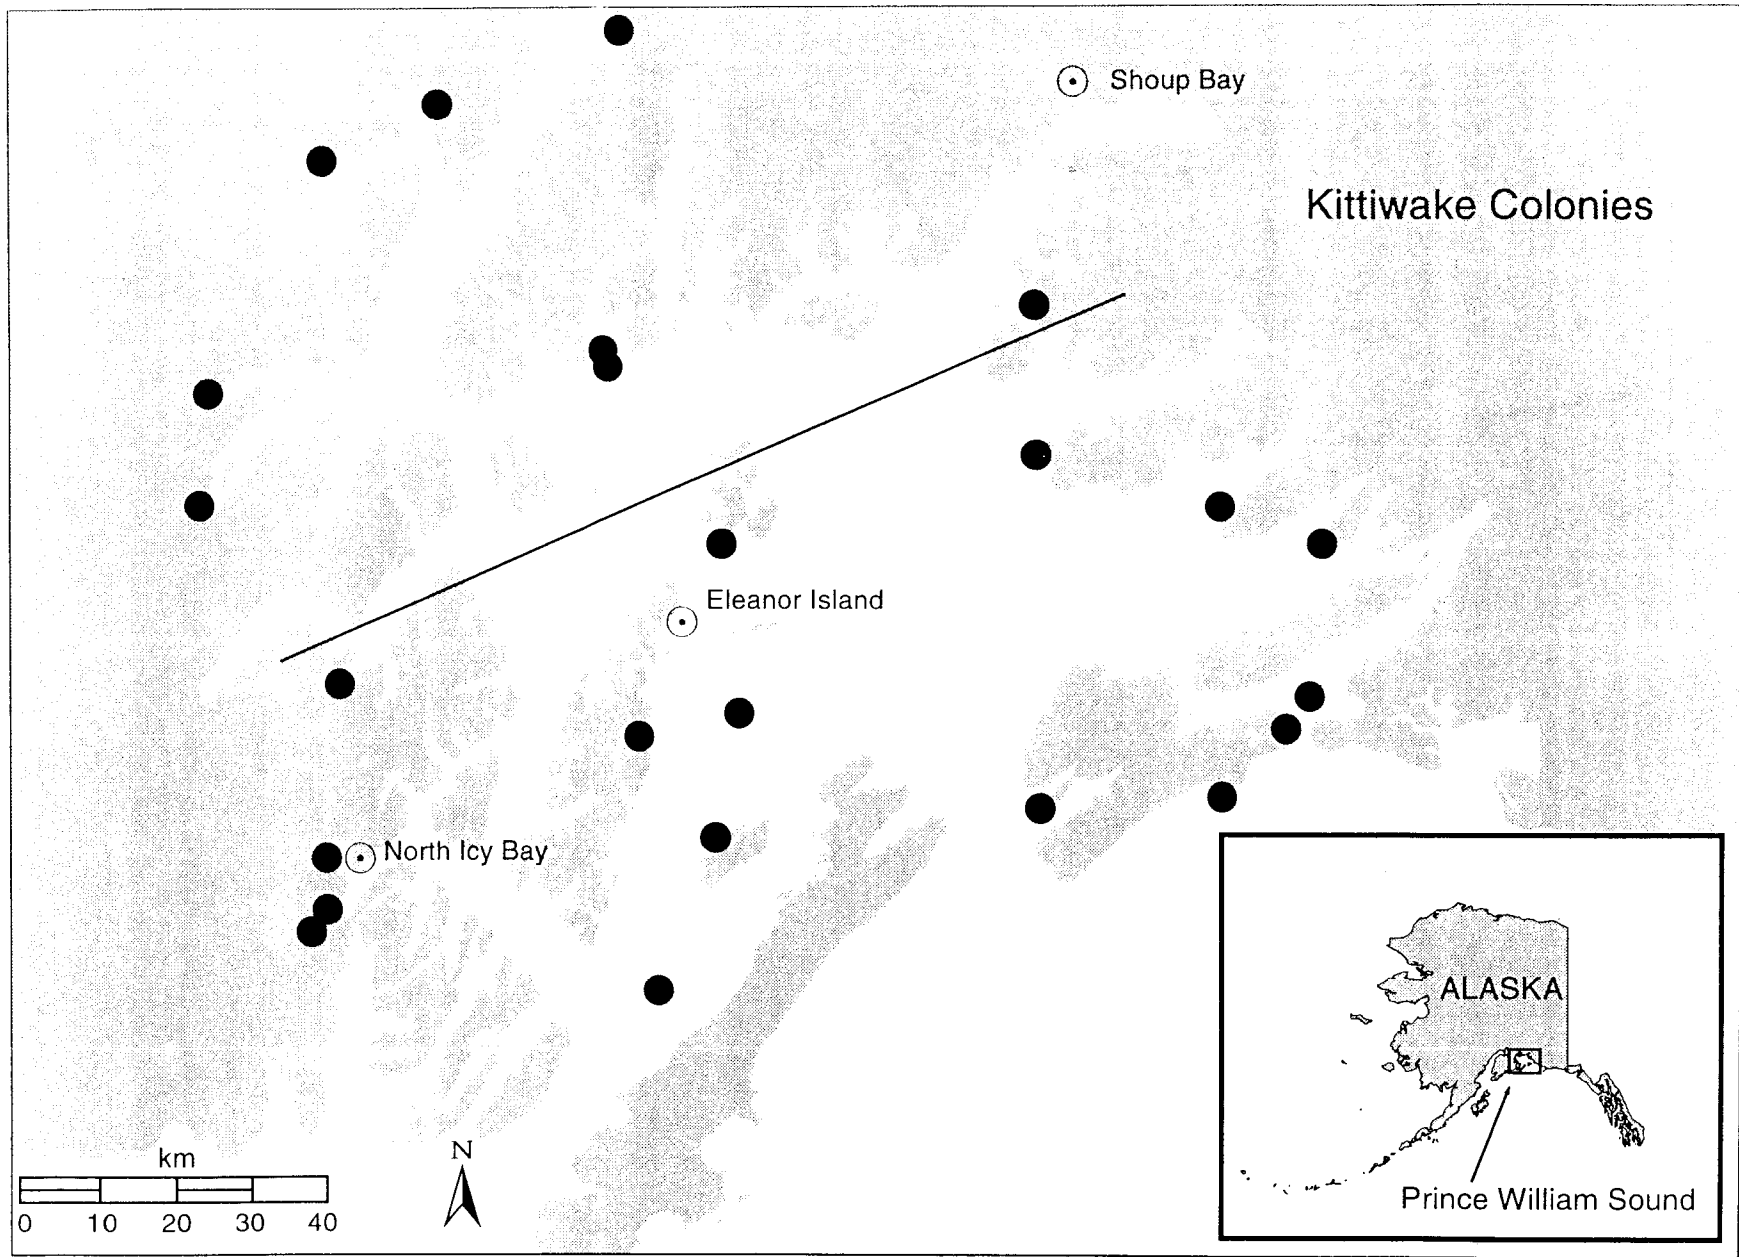 Shoup Bay
Kittiwake Colonies
Eleanor Island
North Icy Bay
ALASKA
Prince William Sound
km
0 10 20 30 40
N